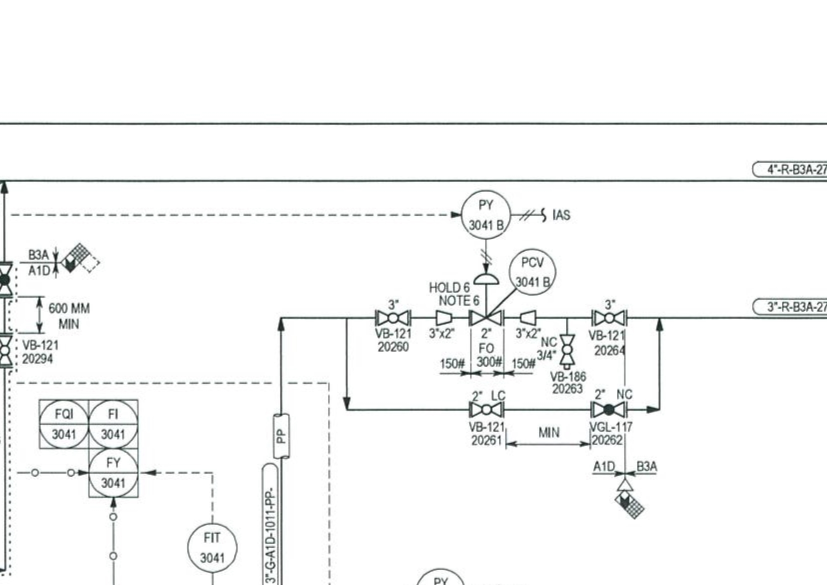 4"-R-B3A-27
PY
3041 B
IAS
B3A
A1D
PCV
3041 B
HOLD 6
NOTE 6
600 MM
MIN
3"
3"
3"-R-B3A-27
VB-121
20260
3"x2"
2"
3"x2"
VB-121
20264
FO
300#
150#
150#
NC
3/4"
VB-186
20263
VB-121
20294
2" LC
2" NC
VB-121
20261
MIN
VGL-117
20262
FQI
3041
FI
3041
PP
FY
3041
A1D
B3A
FIT
3041
3"-G-A1D-1011-PP-
PY